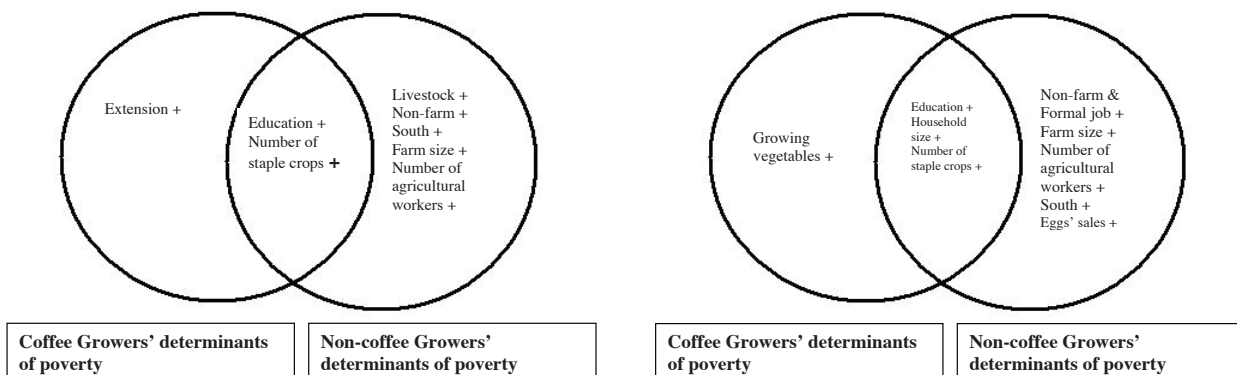 Extension +
Education +
Number of
staple crops +
Livestock +
Non-farm +
South +
Farm size +
Number of
agricultural
workers +
Coffee Growers’ determinants
of poverty
Non-coffee Growers’
determinants of poverty
Growing
vegetables +
Education +
Household
size +
Number of
staple crops +
Non-farm &
Formal job +
Farm size +
Number of
agricultural
workers +
South +
Eggs’ sales +
Coffee Growers’ determinants
of poverty
Non-coffee Growers’
determinants of poverty